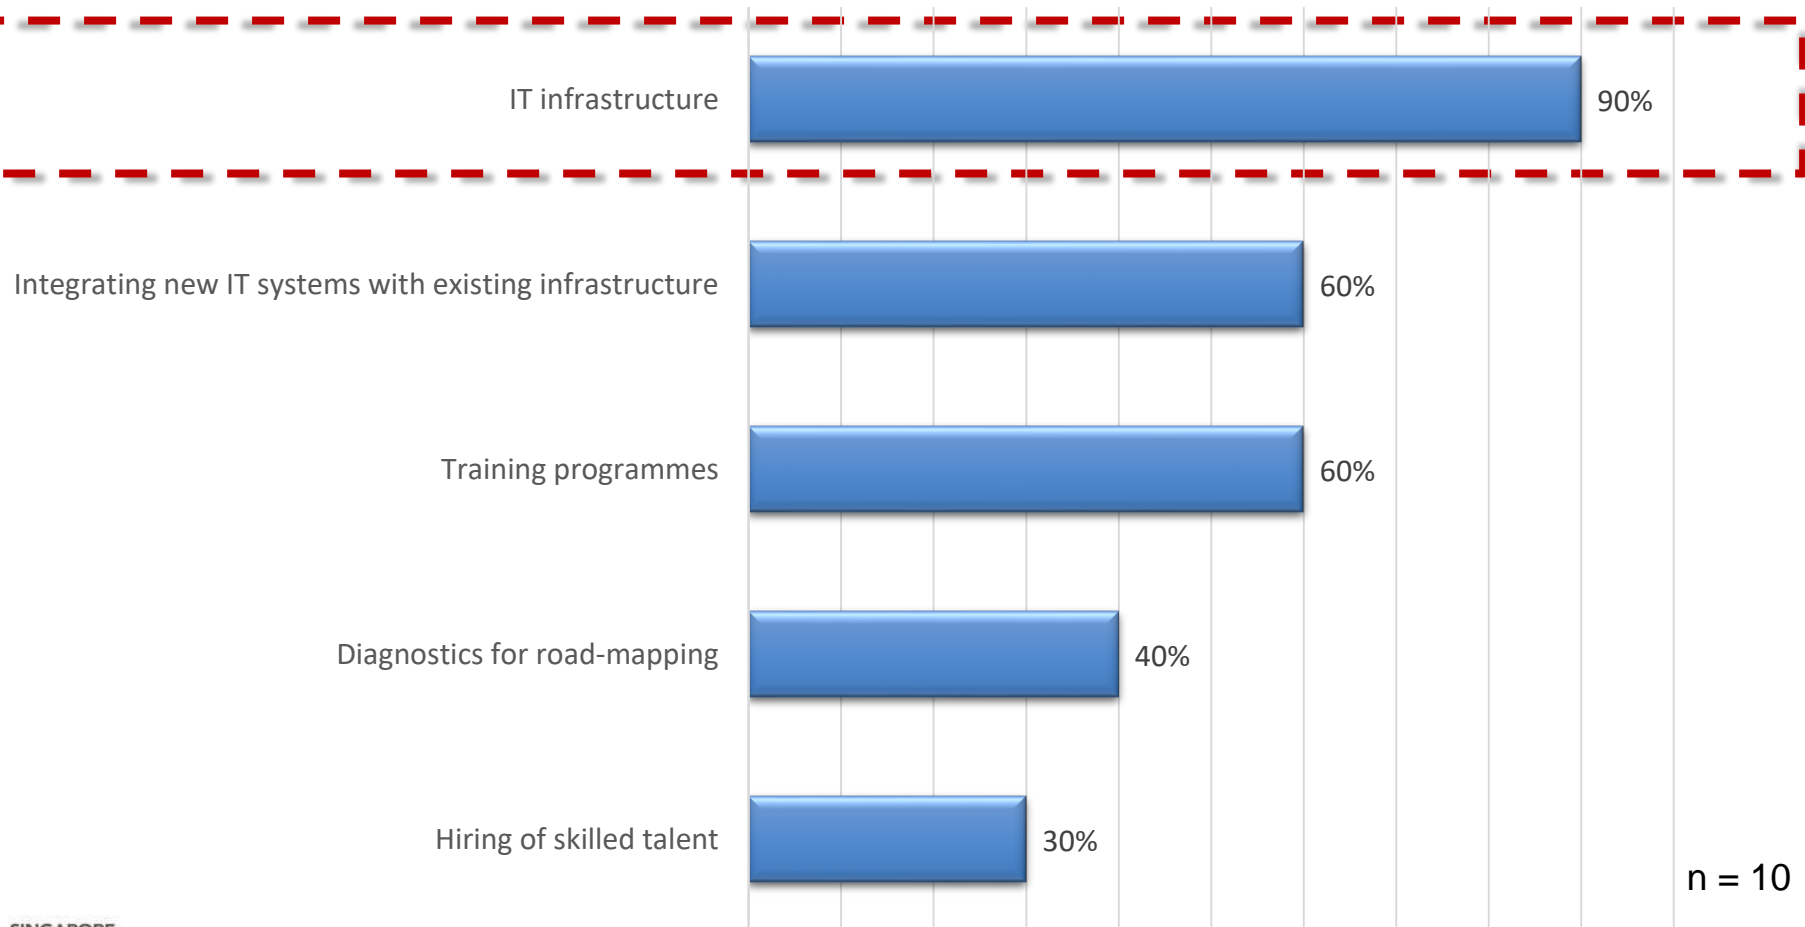 IT infrastructure 90%
Integrating new IT systems with existing infrastructure 60%
Training programmes 60%
Diagnostics for road-mapping 40%
Hiring of skilled talent 30%
n = 10
SINGAPORE